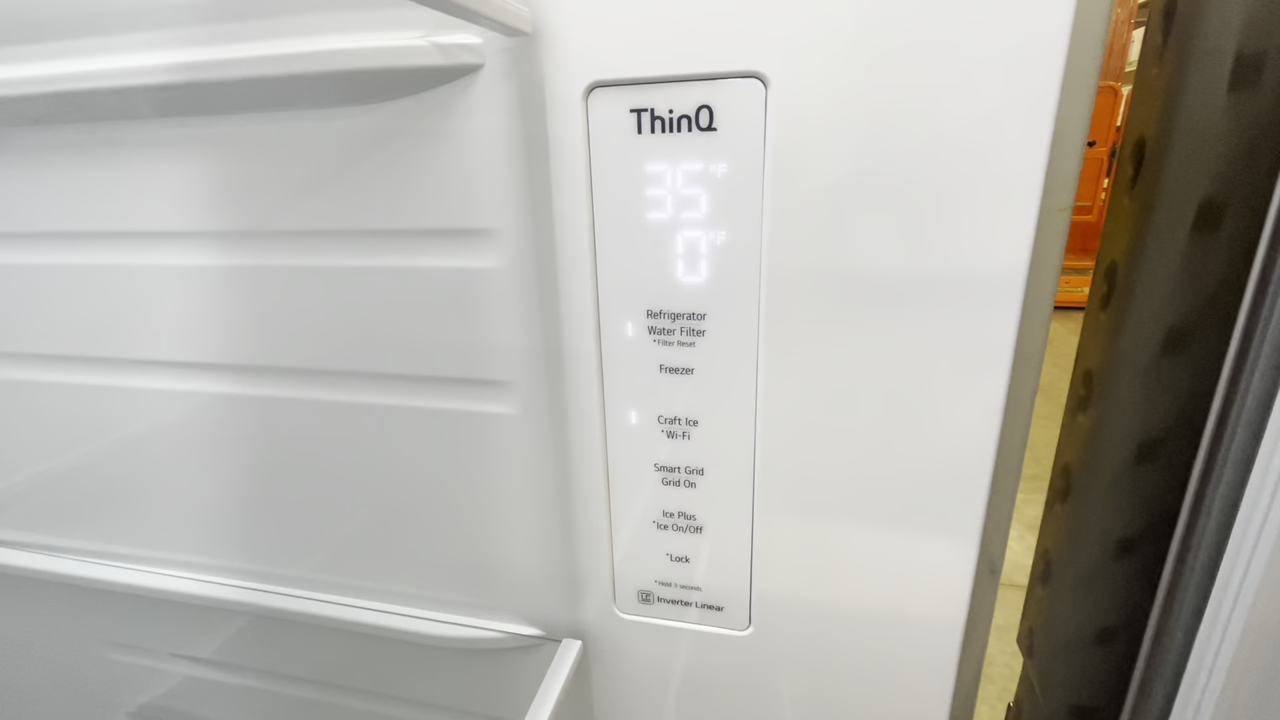 ThinQ
35 °F
0 °F
Refrigerator
Water Filter
*Filter Reset
Freezer
Craft Ice
*Wi-Fi
Smart Grid
Grid On
Ice Plus
*Ice On/Off
*Lock
*Hold 3 seconds
Inverter Linear